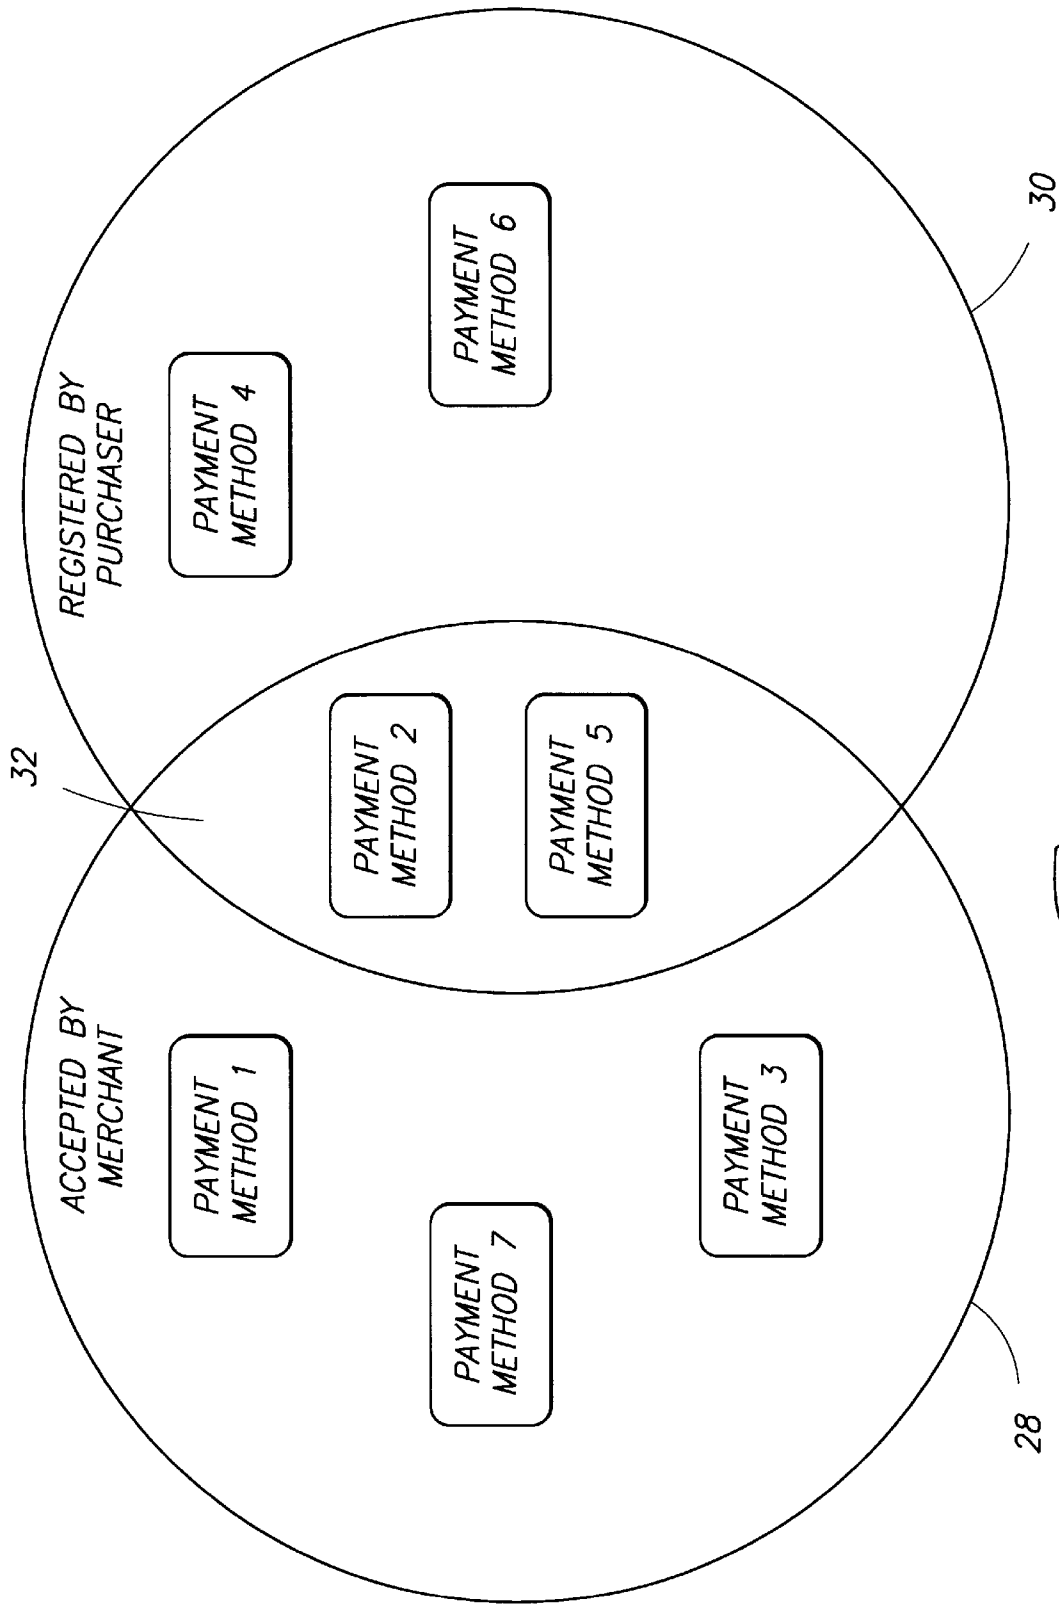 32
ACCEPTED BY
MERCHANT
REGISTERED BY
PURCHASER
PAYMENT
METHOD 1
PAYMENT
METHOD 4
PAYMENT
METHOD 2
PAYMENT
METHOD 7
PAYMENT
METHOD 6
PAYMENT
METHOD 5
PAYMENT
METHOD 3
28
30